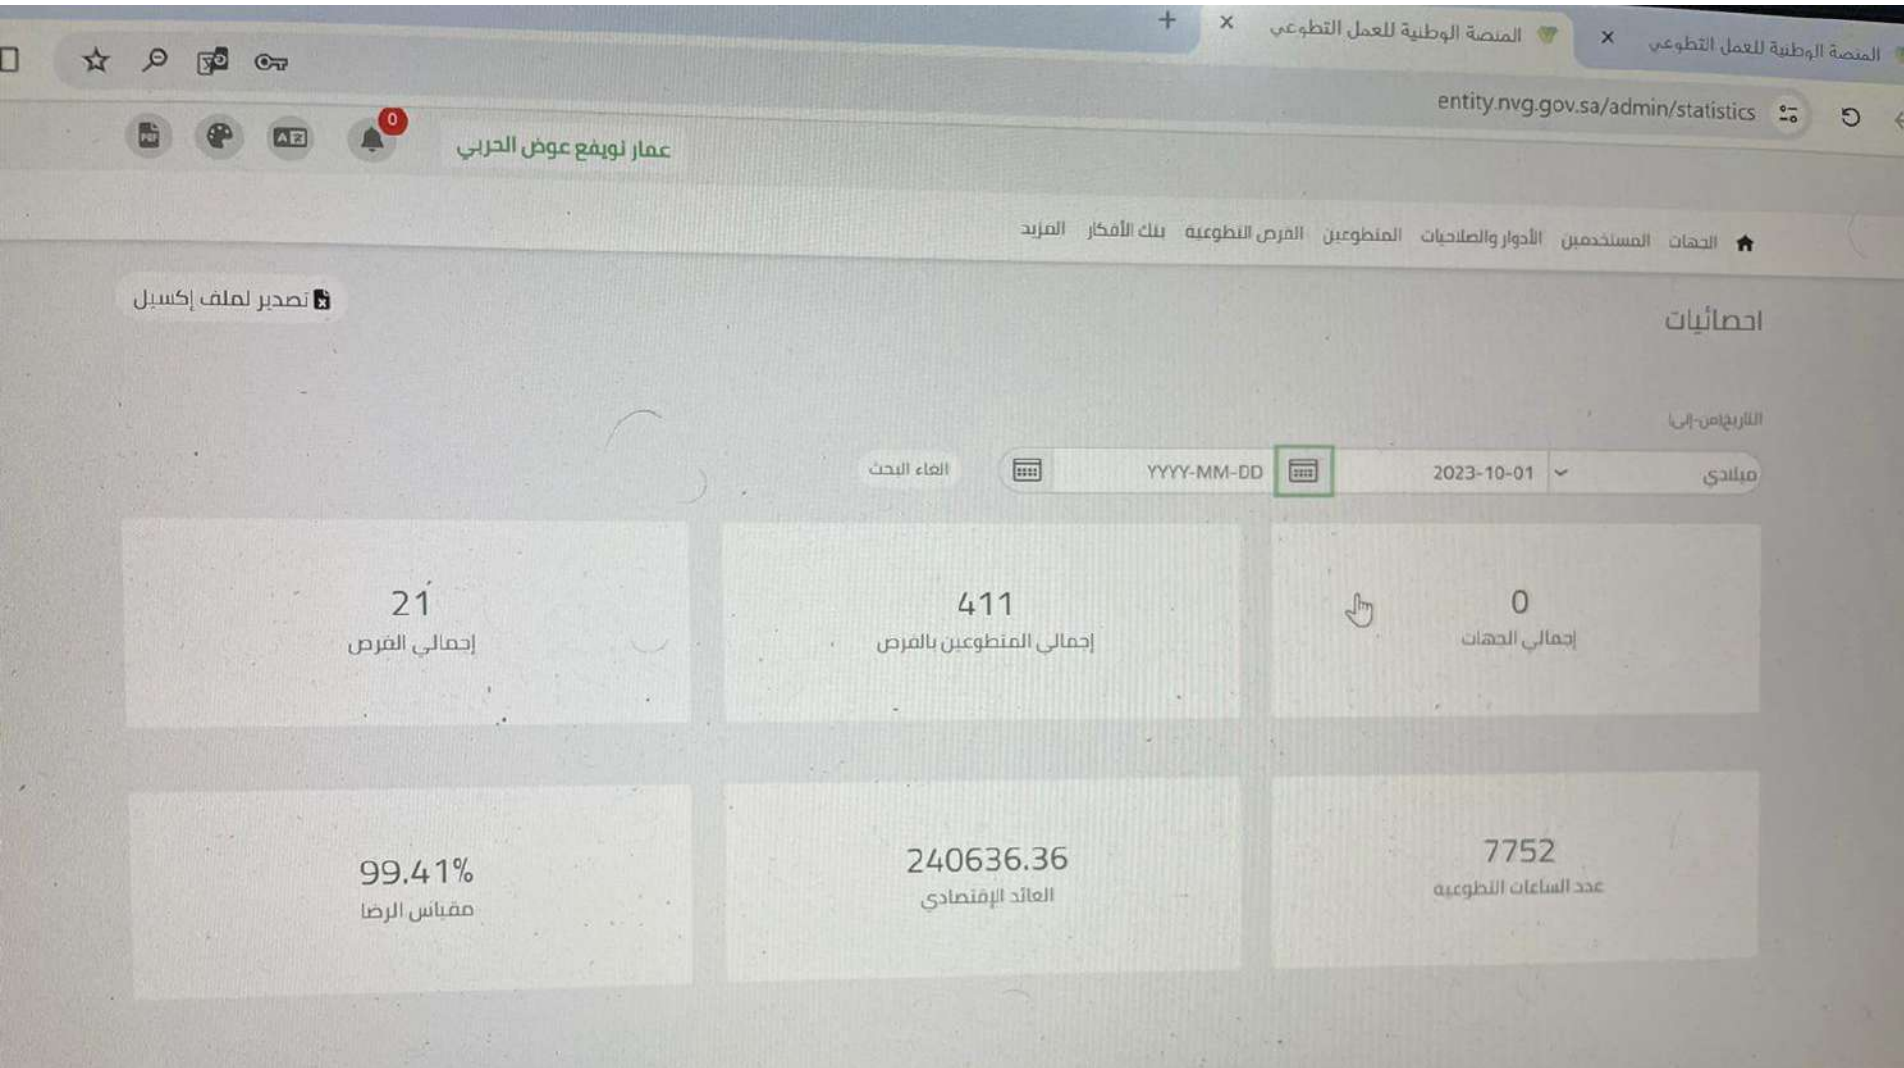 المنصة الوطنية للعمل التطوعي
المنصة الوطنية للعمل التطوعي
entity.nvg.gov.sa/admin/statistics
عمار نويفع عوض الحربي
0
الجهات المستخدمين الأدوار والصلاحيات المتطوعين الفرص التطوعية بنك الأفكار المزيد
احصائيات
تصدير لملف إكسيل
التاريخ(من-إلى)
ميلادي
2023-10-01
YYYY-MM-DD
الغاء البحث
0
إجمالي الجهات
411
إجمالي المتطوعين بالفرص
21
إجمالي الفرص
7752
عدد الساعات التطوعية
240636.36
العائد الإقتصادي
99.41%
مقياس الرضا